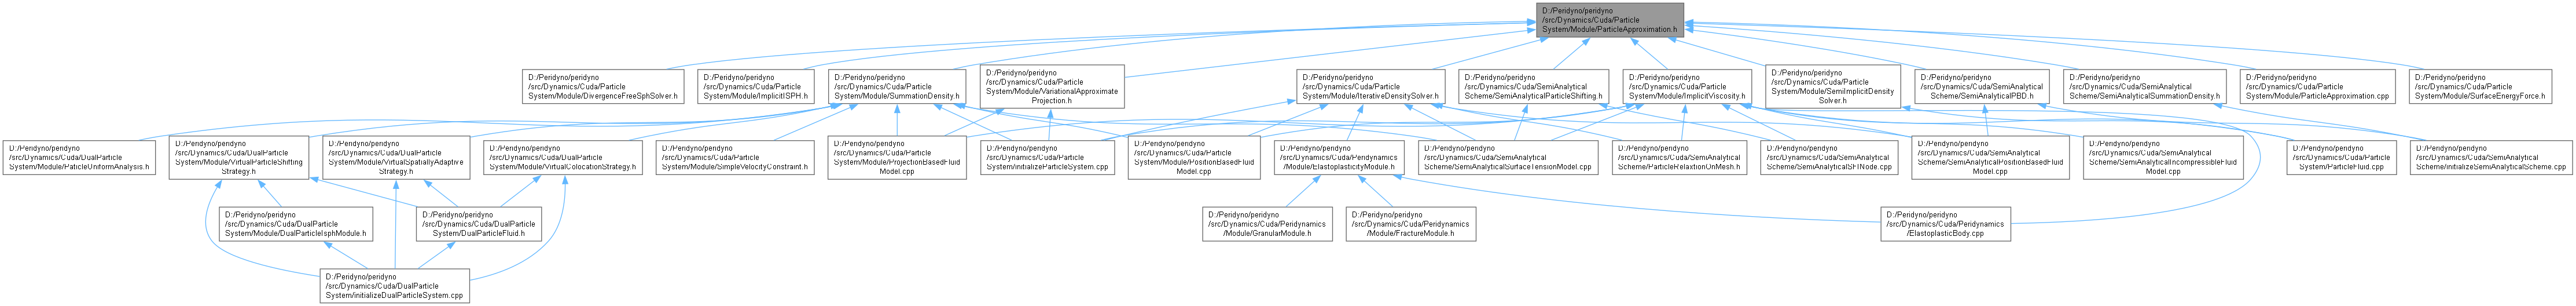 D:/Peridyno/peridyno
/src/Dynamics/Cuda/Particle
System/Module/ParticleApproximation.h
D:/Peridyno/peridyno
/src/Dynamics/Cuda/Particle
System/Module/DivergenceFreeSphSolver.h
D:/Peridyno/peridyno
/src/Dynamics/Cuda/Particle
System/Module/ImplicitISPH.h
D:/Peridyno/peridyno
/src/Dynamics/Cuda/Particle
System/Module/SummationDensity.h
D:/Peridyno/peridyno
/src/Dynamics/Cuda/Particle
System/Module/VariationalApproximate
Projection.h
D:/Peridyno/peridyno
/src/Dynamics/Cuda/Particle
System/Module/IterativeDensitySolver.h
D:/Peridyno/peridyno
/src/Dynamics/Cuda/SemiAnalytical
Scheme/SemiAnalyticalParticleShifting.h
D:/Peridyno/peridyno
/src/Dynamics/Cuda/Particle
System/Module/ImplicitViscosity.h
D:/Peridyno/peridyno
/src/Dynamics/Cuda/Particle
System/Module/SemiImplicitDensity
Solver.h
D:/Peridyno/peridyno
/src/Dynamics/Cuda/SemiAnalytical
Scheme/SemiAnalyticalPBD.h
D:/Peridyno/peridyno
/src/Dynamics/Cuda/SemiAnalytical
Scheme/SemiAnalyticalSummationDensity.h
D:/Peridyno/peridyno
/src/Dynamics/Cuda/Particle
System/Module/ParticleApproximation.cpp
D:/Peridyno/peridyno
/src/Dynamics/Cuda/Particle
System/Module/SurfaceEnergyForce.h
D:/Peridyno/peridyno
/src/Dynamics/Cuda/DualParticle
System/Module/PaticleUniformAnalysis.h
D:/Peridyno/peridyno
/src/Dynamics/Cuda/DualParticle
System/Module/VirtualParticleShifting
Strategy.h
D:/Peridyno/peridyno
/src/Dynamics/Cuda/DualParticle
System/Module/VirtualSpatiallyAdaptive
Strategy.h
D:/Peridyno/peridyno
/src/Dynamics/Cuda/DualParticle
System/Module/VirtualColocationStrategy.h
D:/Peridyno/peridyno
/src/Dynamics/Cuda/Particle
System/Module/SimpleVelocityConstraint.h
D:/Peridyno/peridyno
/src/Dynamics/Cuda/Particle
System/Module/ProjectionBasedFluid
Model.cpp
D:/Peridyno/peridyno
/src/Dynamics/Cuda/Particle
System/initializeParticleSystem.cpp
D:/Peridyno/peridyno
/src/Dynamics/Cuda/Particle
System/Module/PositionBasedFluid
Model.cpp
D:/Peridyno/peridyno
/src/Dynamics/Cuda/Peridynamics
/Module/ElastoplasticityModule.h
D:/Peridyno/peridyno
/src/Dynamics/Cuda/SemiAnalytical
Scheme/SemiAnalyticalSurfaceTensionModel.cpp
D:/Peridyno/peridyno
/src/Dynamics/Cuda/SemiAnalytical
Scheme/ParticleRelaxtionOnMesh.h
D:/Peridyno/peridyno
/src/Dynamics/Cuda/SemiAnalytical
Scheme/SemiAnalyticalSFINode.cpp
D:/Peridyno/peridyno
/src/Dynamics/Cuda/SemiAnalytical
Scheme/SemiAnalyticalPositionBasedFluid
Model.cpp
D:/Peridyno/peridyno
/src/Dynamics/Cuda/SemiAnalytical
Scheme/SemiAnalyticalIncompressibleFluid
Model.cpp
D:/Peridyno/peridyno
/src/Dynamics/Cuda/Particle
System/ParticleFluid.cpp
D:/Peridyno/peridyno
/src/Dynamics/Cuda/SemiAnalytical
Scheme/initializeSemiAnalyticalScheme.cpp
D:/Peridyno/peridyno
/src/Dynamics/Cuda/DualParticle
System/Module/DualParticleIsphModule.h
D:/Peridyno/peridyno
/src/Dynamics/Cuda/DualParticle
System/DualParticleFluid.h
D:/Peridyno/peridyno
/src/Dynamics/Cuda/Peridynamics
/Module/GranularModule.h
D:/Peridyno/peridyno
/src/Dynamics/Cuda/Peridynamics
/Module/FractureModule.h
D:/Peridyno/peridyno
/src/Dynamics/Cuda/Peridynamics
/ElastoplasticBody.cpp
D:/Peridyno/peridyno
/src/Dynamics/Cuda/DualParticle
System/initializeDualParticleSystem.cpp